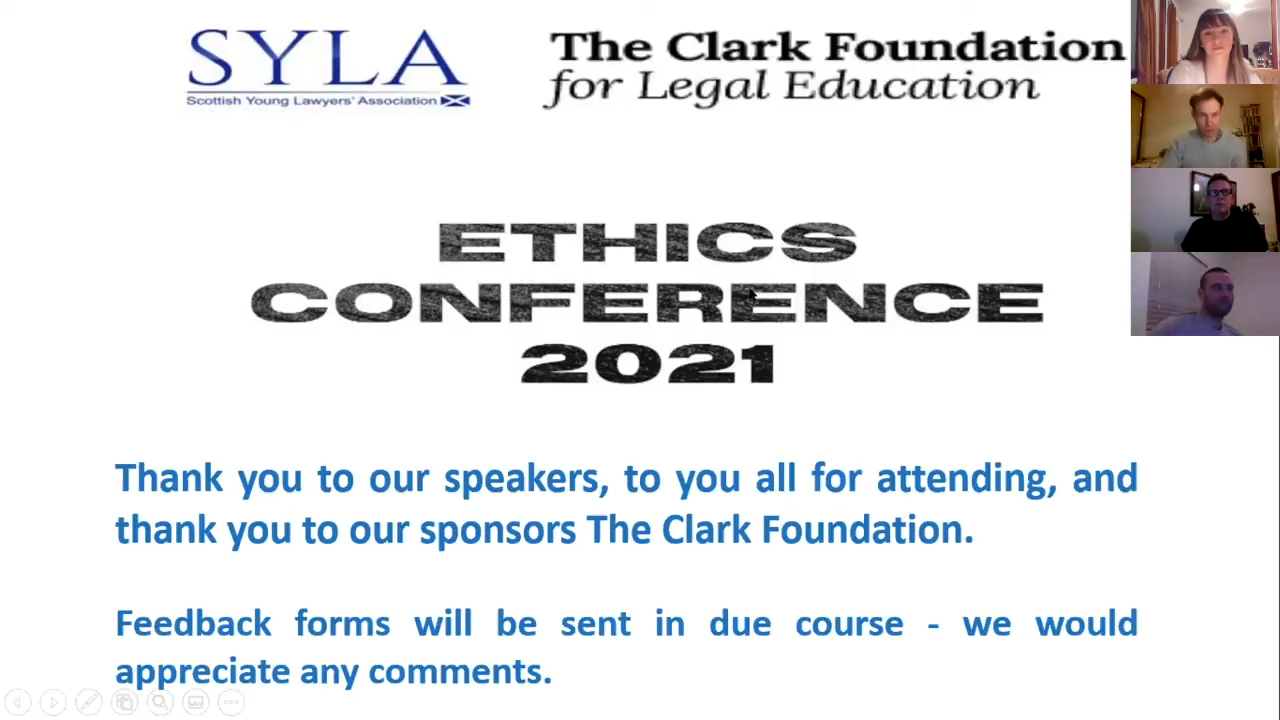 SYLA
Scottish Young Lawyers' Association
The Clark Foundation
for Legal Education
ETHICS
CONFERENCE
2021
Thank you to our speakers, to you all for attending, and
thank you to our sponsors The Clark Foundation.
Feedback forms will be sent in due course - we would
appreciate any comments.